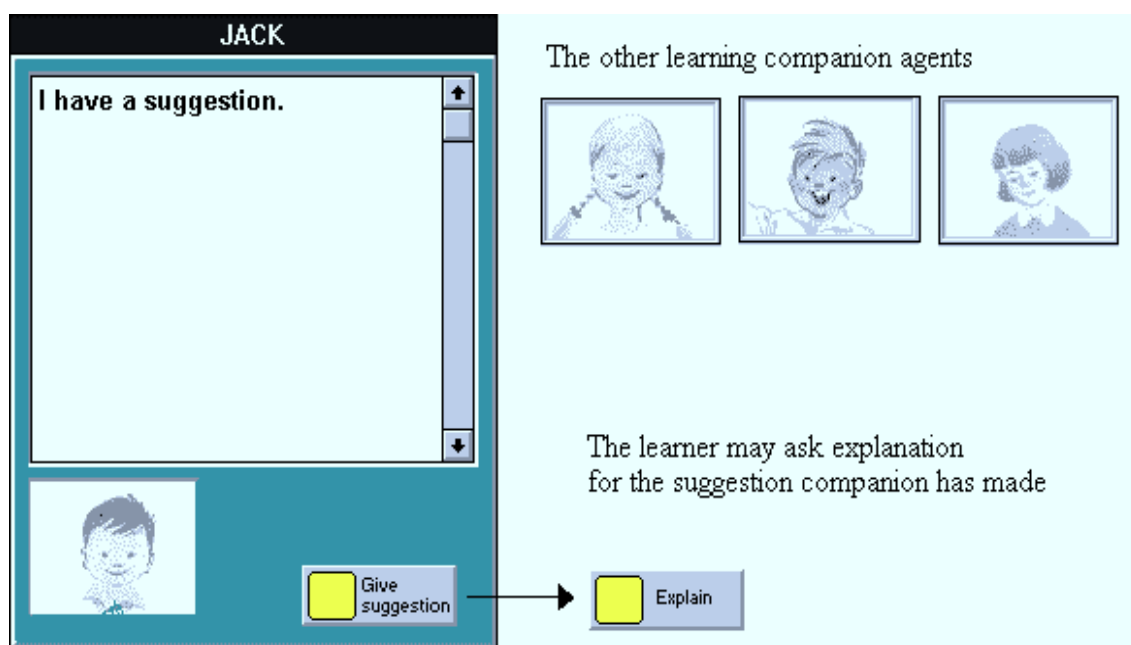 JACK
I have a suggestion.
The other learning companion agents
The learner may ask explanation
for the suggestion companion has made
Give
suggestion
Explain